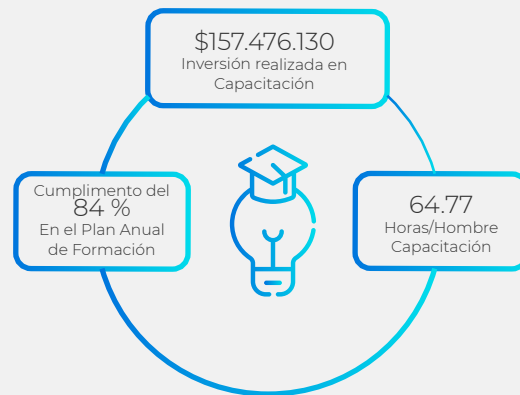 $157.476.130
Inversión realizada en
Capacitación
Cumplimento del
84 %
En el Plan Anual
de Formación
64.77
Horas/Hombre
Capacitación